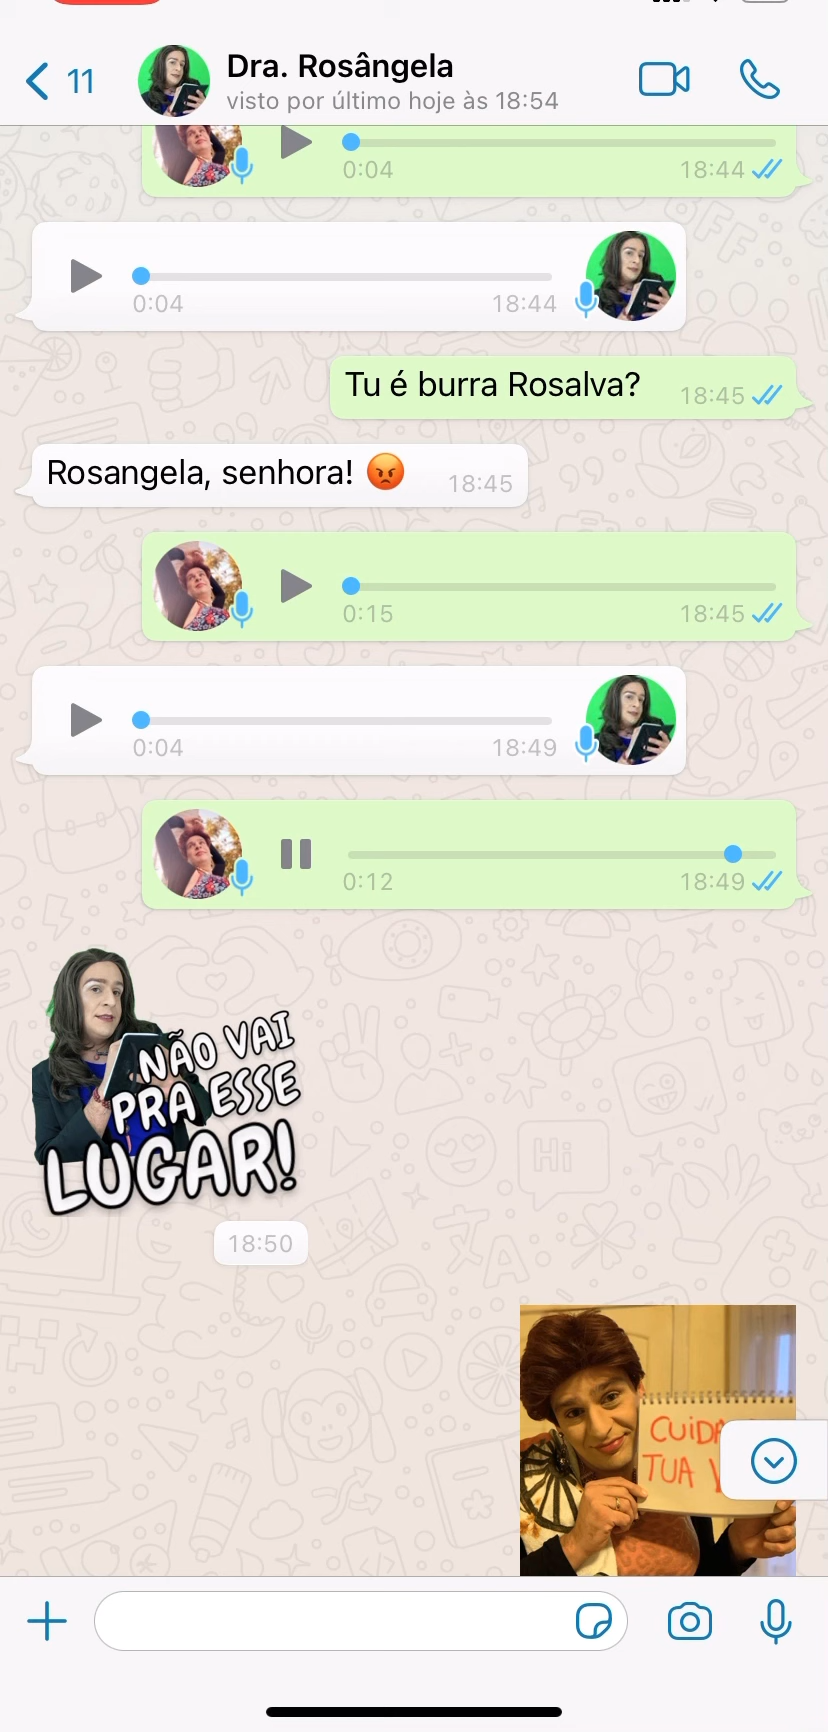 11
Dra. Rosângela
visto por último hoje às 18:54
0:04 18:44
0:04 18:44
Tu é burra Rosalva? 18:45
Rosangela, senhora! 😡 18:45
0:15 18:45
0:04 18:49
0:12 18:49
NÃO VAI
PRA ESSE
LUGAR!
18:50
TUA